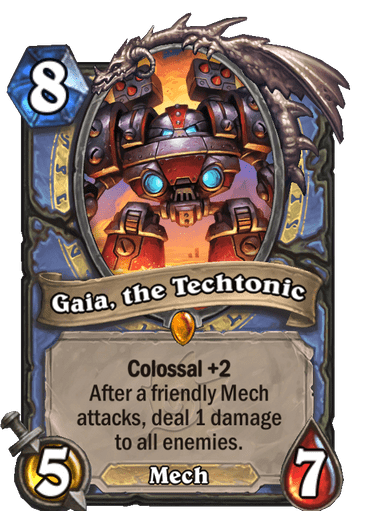 8
Gaia, the Techtonic
Colossal +2
After a friendly Mech
attacks, deal 1 damage
to all enemies.
5
Mech
7